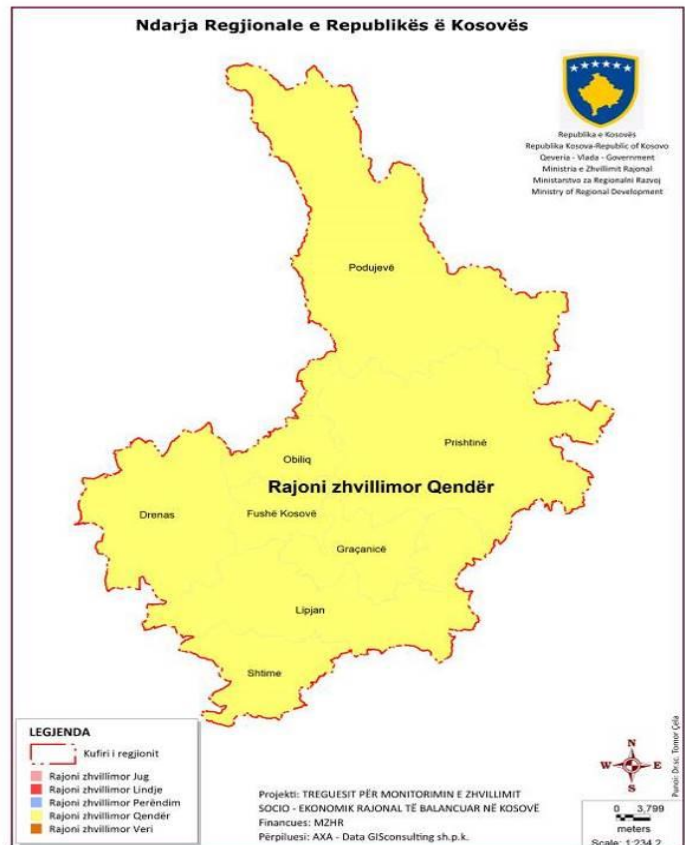 Ndarja Regjionale e Republikës ë Kosovës
Republika e Kosovës
Republika Kosova-Republic of Kosovo
Qeveria - Vlada - Government
Ministria e Zhvillimit Rajonal
Ministarstvo za Regionalni Razvoj
Ministry of Regional Development
Podujevë
Prishtinë
Obiliq
Rajoni zhvillimor Qendër
Drenas
Fushë Kosovë
Graçanicë
Lipjan
Shtime
LEGJENDA
Kufiri i regjionit
Rajoni zhvillimor Jug
Rajoni zhvillimor Lindje
Rajoni zhvillimor Perëndim
Rajoni zhvillimor Qendër
Rajoni zhvillimor Veri
Projekti: TREGUESIT PËR MONITORIMIN E ZHVILLIMIT
SOCIO - EKONOMIK RAJONAL TË BALANCUAR NË KOSOVË
Financues: MZHR
Përpiluesi: AXA - Data GISconsulting sh.p.k.
N
W E
S
0 3,799
meters
Scale: 1:234,2
Punoi: Dr.sc. Tomor Çela